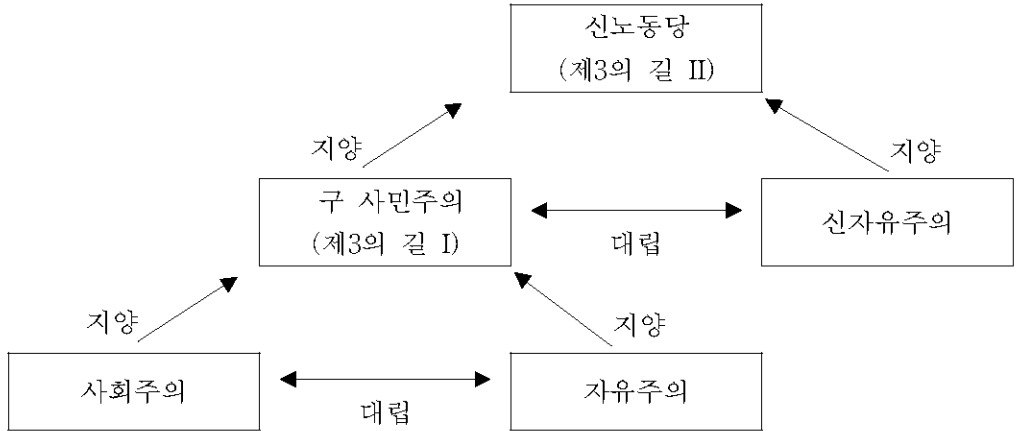 신노동당
(제3의 길 II)
지양
지양
구 사민주의
(제3의 길 I)
대립
신자유주의
지양
지양
사회주의
대립
자유주의